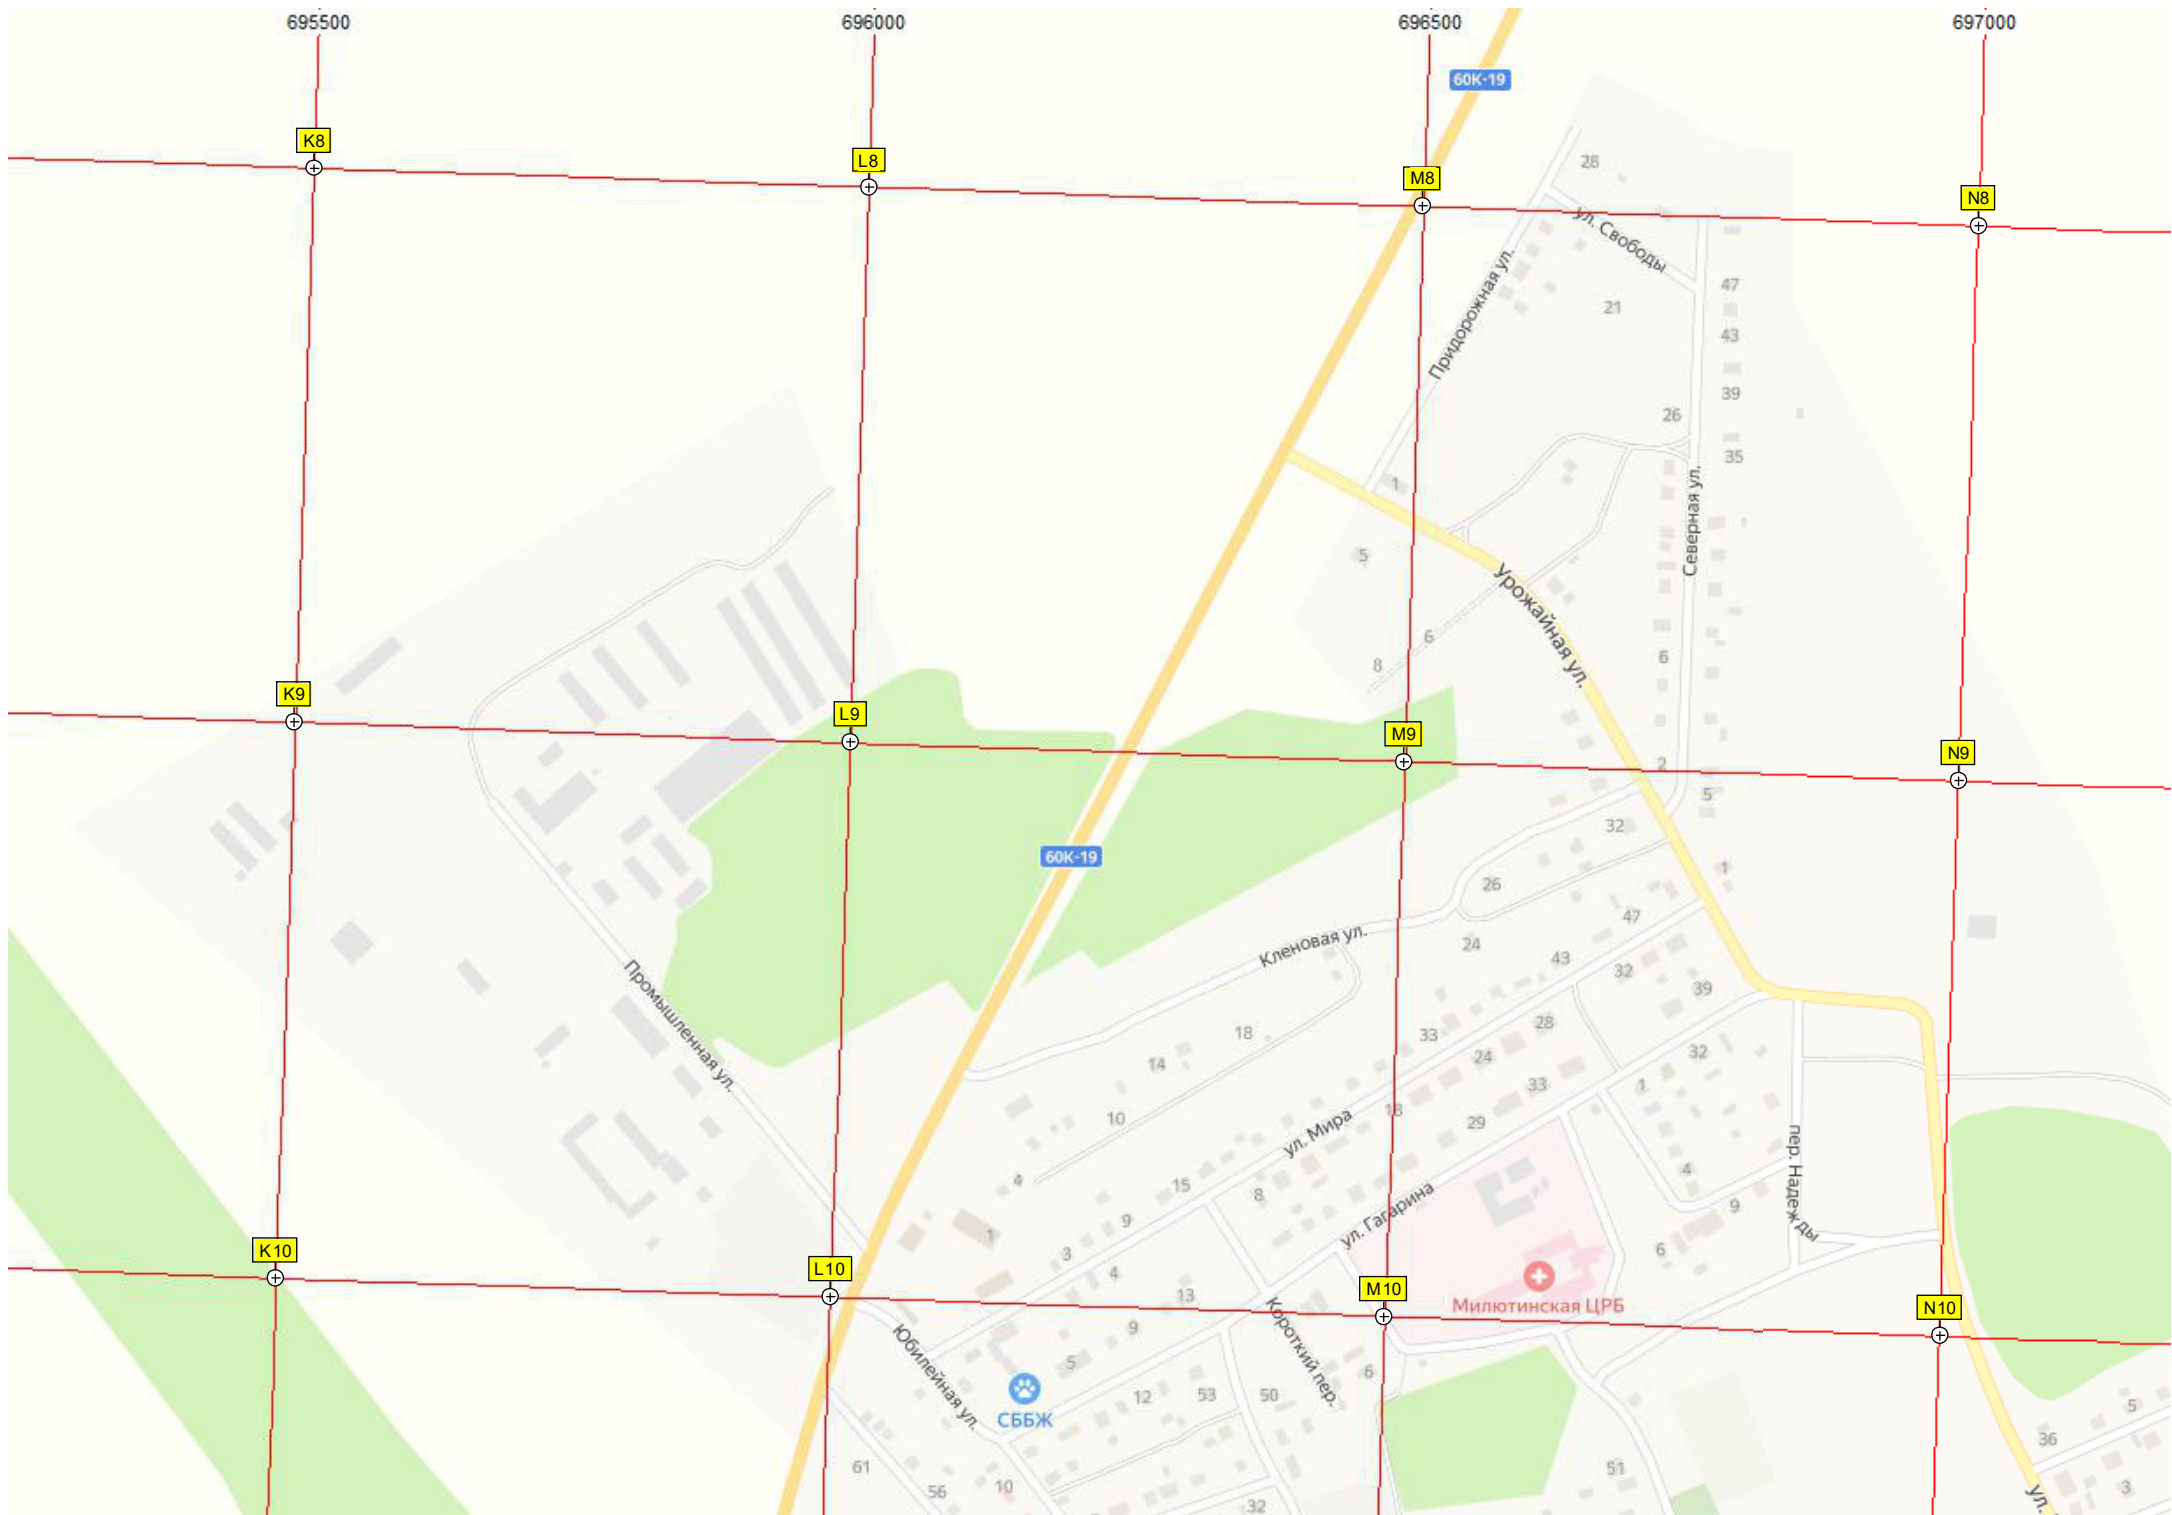 695500 696000 696500 697000
60К-19
K8
L8
28
M8
N8
ул. Свободы
Придорожная ул.
47
21
43
39
26
35
1
Северная ул.
5
Урожайная ул.
6
6
8
K9
L9
M9
N9
2
5
32
60К-19
1
26
47
Кленовая ул.
24
43
32
Промышленная ул.
39
33
28
18
14
24
32
33
1
10
18
29
ул. Мира
пер. Надежды
4
4
15
8
9
ул. Гагарина
9
1
6
3
K10
L10
4
M10
13
Милютинская ЦРБ
N10
Короткий пер.
9
Юбилейная ул.
5
6
СББЖ
12
53
50
5
36
61
10
51
56
32
3
ул.